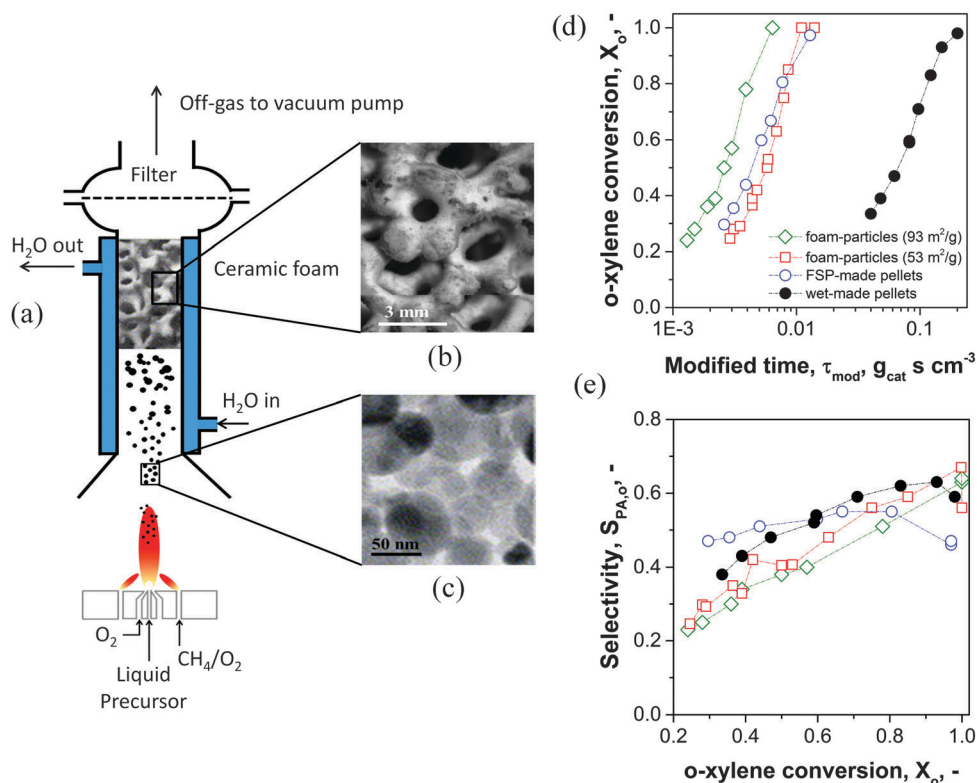 (a)
Off-gas to vacuum pump
Filter
H₂O out
Ceramic foam
H₂O in
O₂
CH₄/O₂
Liquid
Precursor
3 mm
(b)
50 nm
(c)
(d)
o-xylene conversion, Xₒ, -
1.0
0.8
0.6
0.4
0.2
0.0
foam-particles (93 m²/g)
foam-particles (53 m²/g)
FSP-made pellets
wet-made pellets
1E-3
0.01
0.1
Modified time, τmod, gcat s cm⁻³
(e)
Selectivity, SPA,o, -
0.8
0.6
0.4
0.2
0.0
0.2
0.4
0.6
0.8
1.0
o-xylene conversion, Xₒ, -